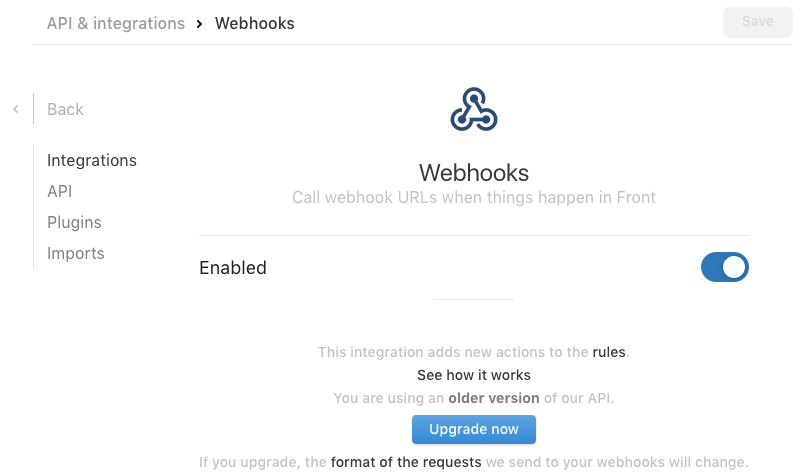 API & integrations > Webhooks
Save
Back
Integrations
API
Plugins
Imports
Webhooks
Call webhook URLs when things happen in Front
Enabled
This integration adds new actions to the rules.
See how it works
You are using an older version of our API.
Upgrade now
If you upgrade, the format of the requests we send to your webhooks will change.